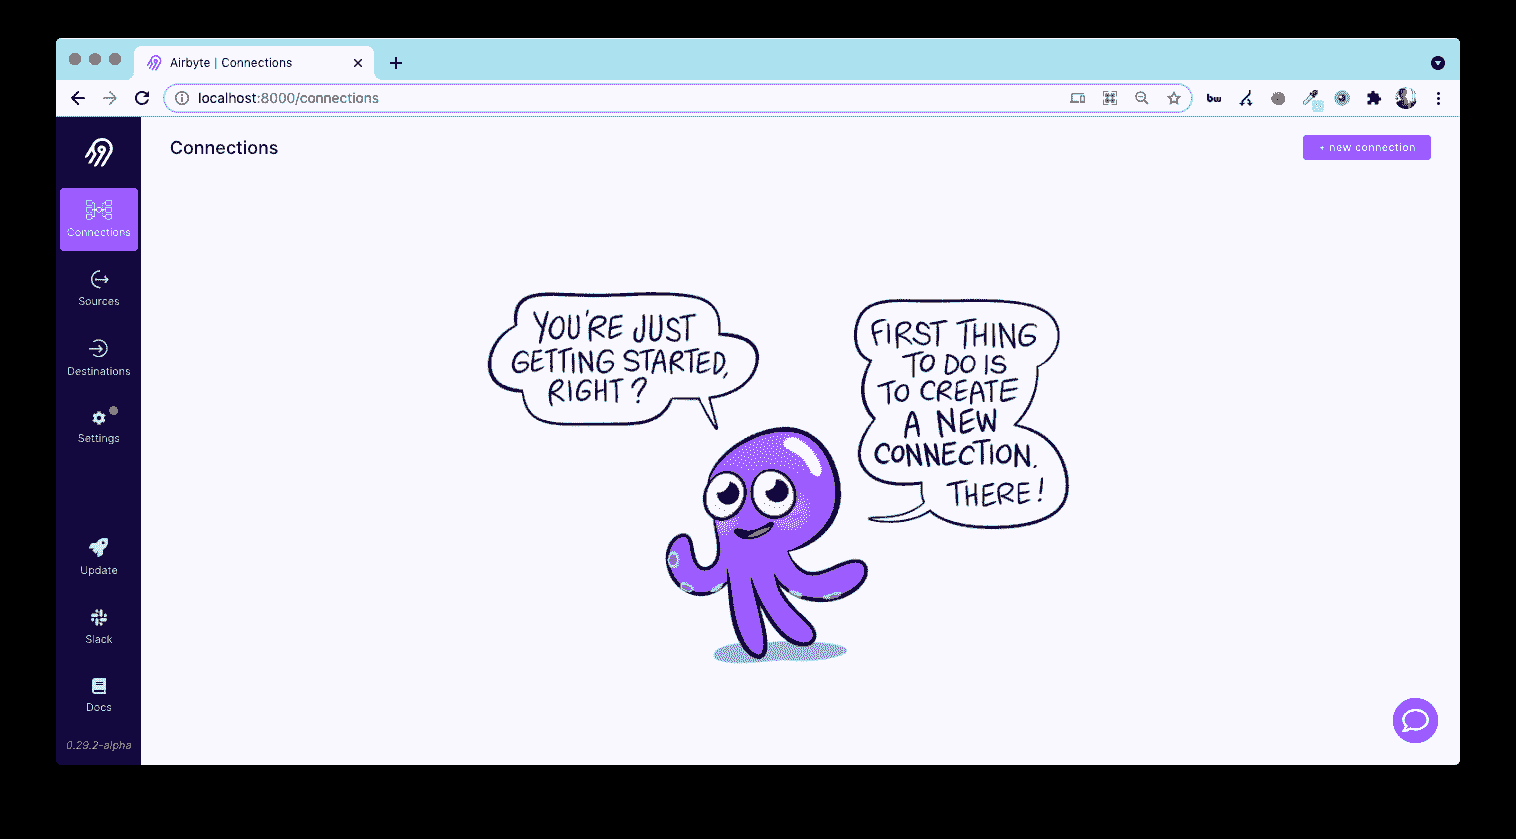 Airbyte | Connections
localhost:8000/connections
bw
Connections
+ new connection
Connections
Sources
Destinations
Settings
Update
Slack
Docs
0.29.2-alpha
YOU'RE JUST
GETTING STARTED,
RIGHT?
FIRST THING
TO DO IS
TO CREATE
A NEW
CONNECTION.
THERE!